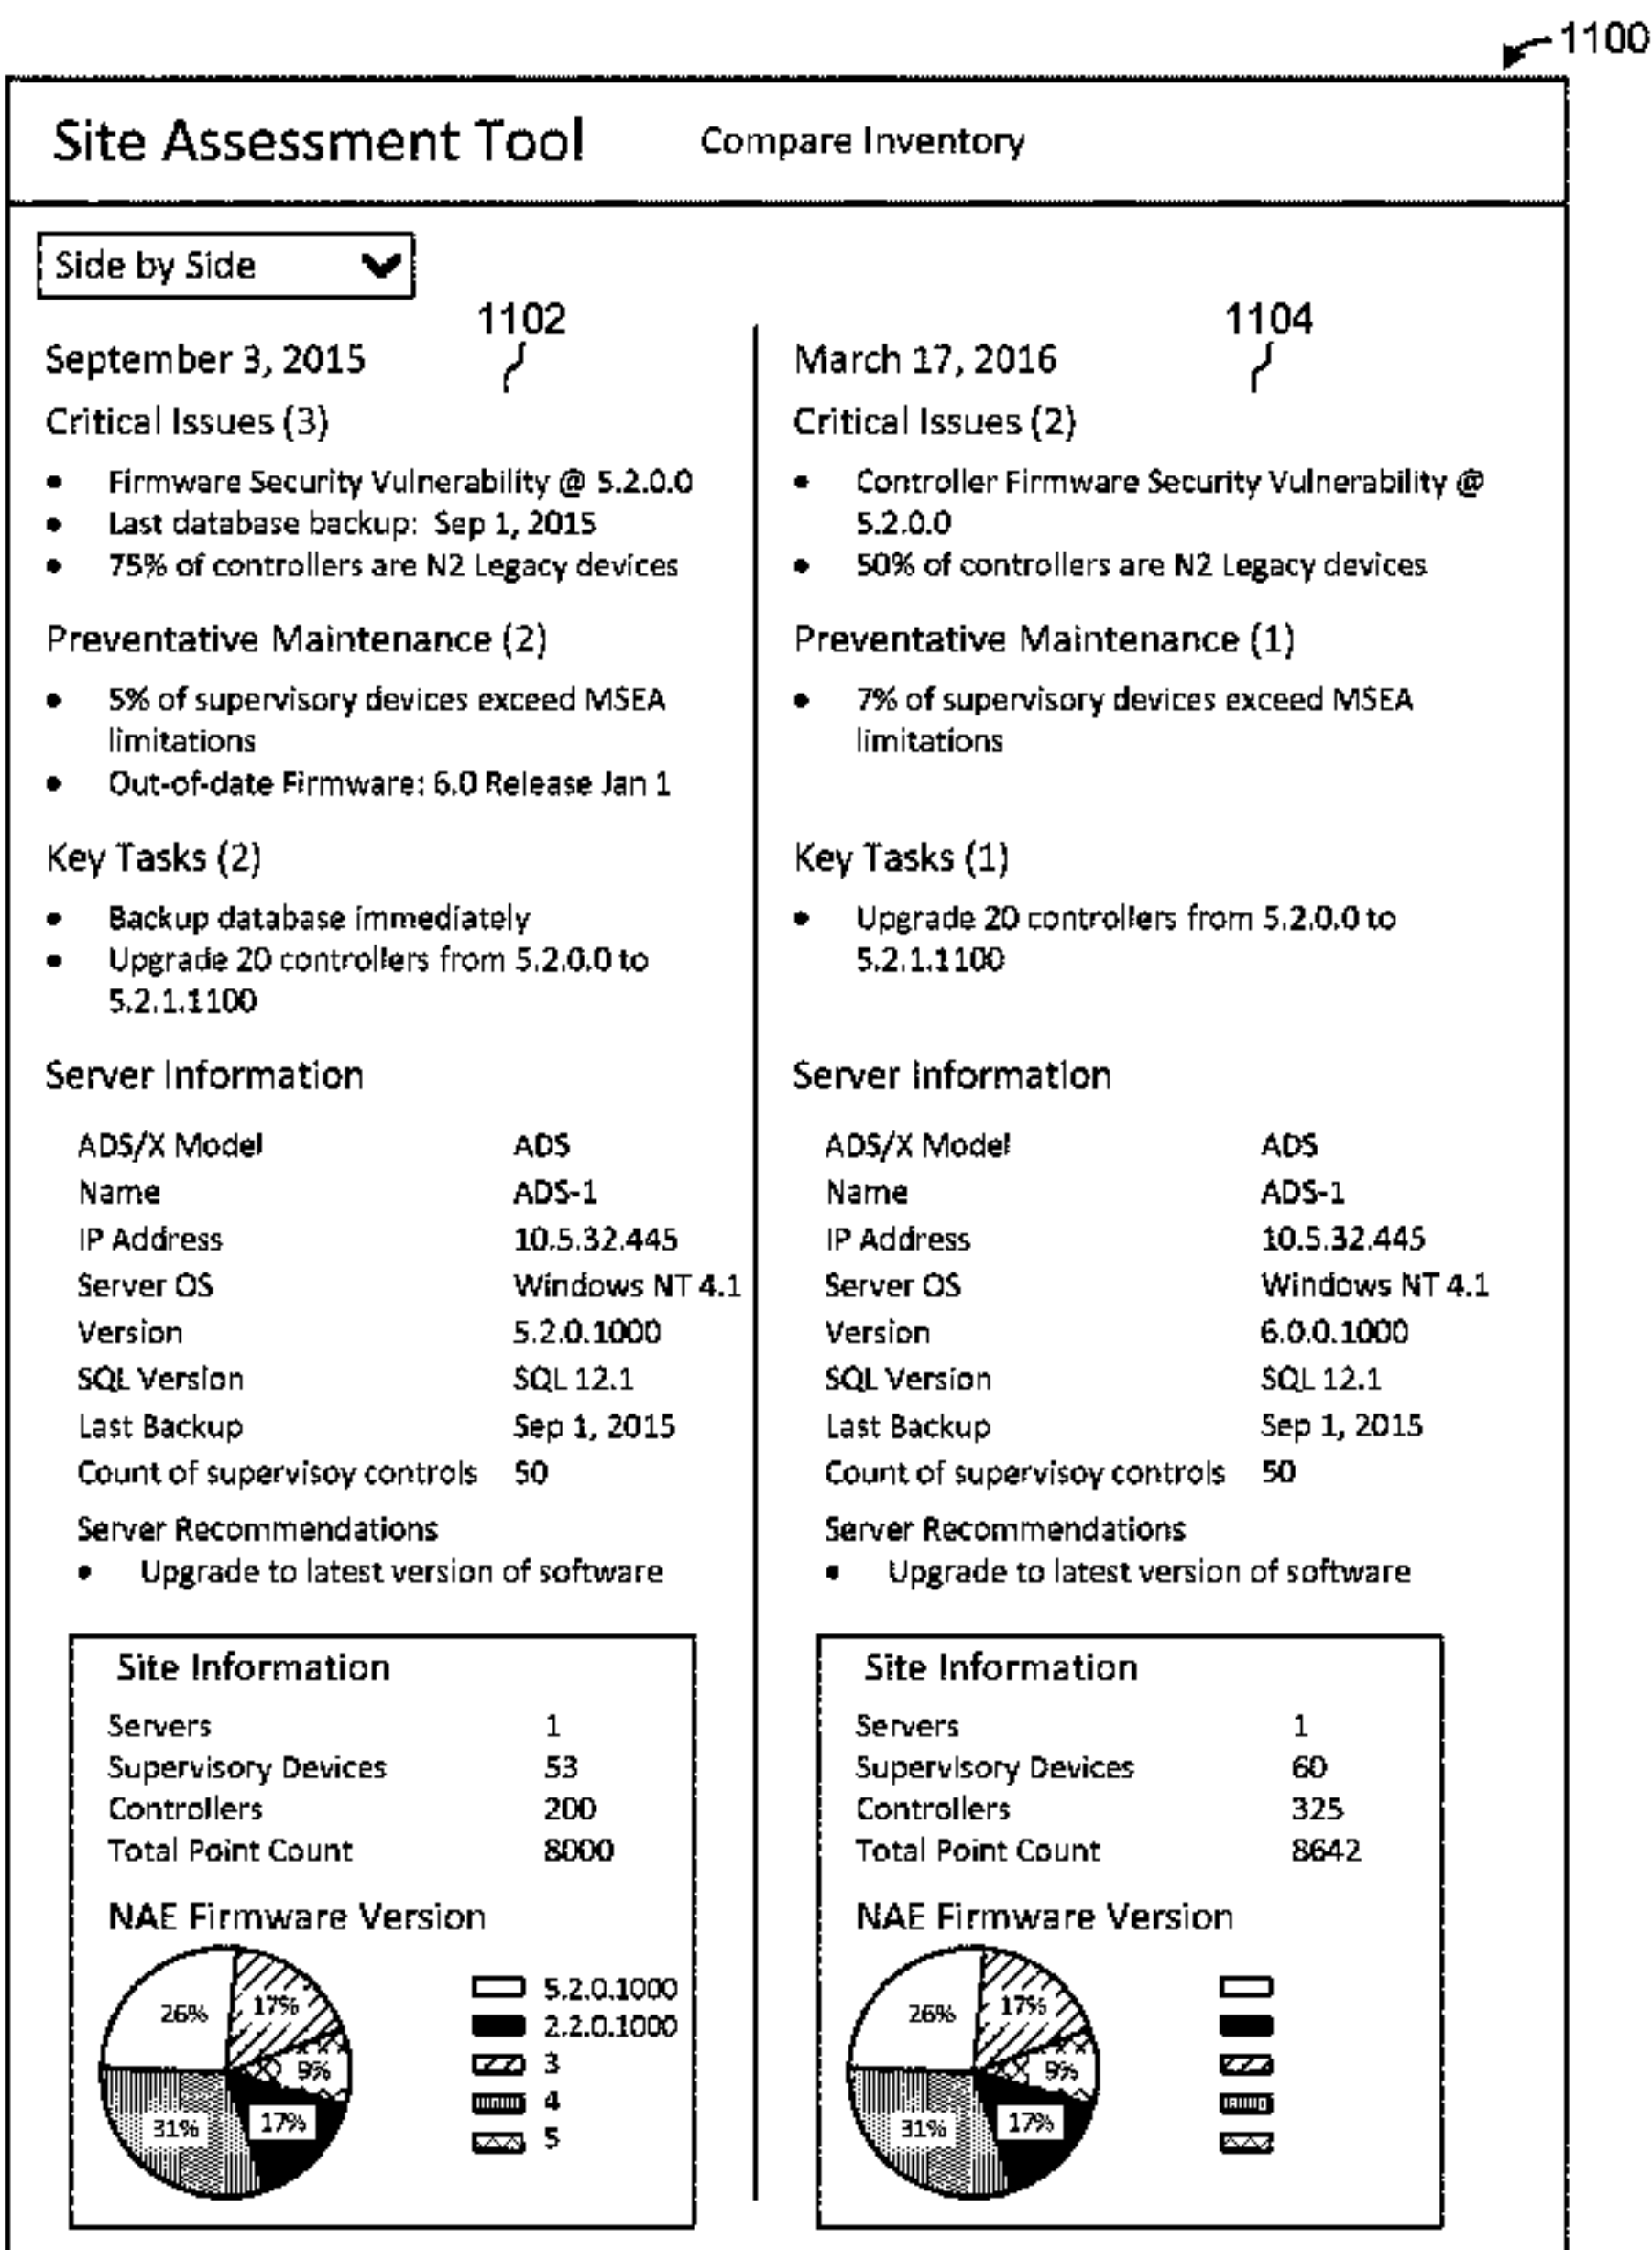 1100
Site Assessment Tool Compare Inventory
Side by Side
1102
September 3, 2015
Critical Issues (3)
• Firmware Security Vulnerability @ 5.2.0.0
• Last database backup: Sep 1, 2015
• 75% of controllers are N2 Legacy devices
Preventative Maintenance (2)
• 5% of supervisory devices exceed MSEA
limitations
• Out-of-date Firmware: 6.0 Release Jan 1
Key Tasks (2)
• Backup database immediately
• Upgrade 20 controllers from 5.2.0.0 to
5.2.1.1100
Server Information
ADS/X Model ADS
Name ADS-1
IP Address 10.5.32.445
Server OS Windows NT 4.1
Version 5.2.0.1000
SQL Version SQL 12.1
Last Backup Sep 1, 2015
Count of supervisoy controls 50
Server Recommendations
• Upgrade to latest version of software
Site Information
Servers 1
Supervisory Devices 53
Controllers 200
Total Point Count 8000
NAE Firmware Version
26%
17%
9%
31%
17%
5.2.0.1000
2.2.0.1000
3
4
5
1104
March 17, 2016
Critical Issues (2)
• Controller Firmware Security Vulnerability @
5.2.0.0
• 50% of controllers are N2 Legacy devices
Preventative Maintenance (1)
• 7% of supervisory devices exceed MSEA
limitations
Key Tasks (1)
• Upgrade 20 controllers from 5.2.0.0 to
5.2.1.1100
Server Information
ADS/X Model ADS
Name ADS-1
IP Address 10.5.32.445
Server OS Windows NT 4.1
Version 6.0.0.1000
SQL Version SQL 12.1
Last Backup Sep 1, 2015
Count of supervisoy controls 50
Server Recommendations
• Upgrade to latest version of software
Site Information
Servers 1
Supervisory Devices 60
Controllers 325
Total Point Count 8642
NAE Firmware Version
26%
17%
9%
31%
17%